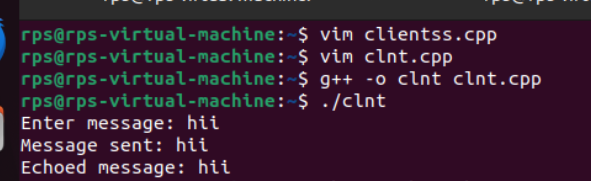 rps@rps-virtual-machine:~$ vim clientss.cpp
rps@rps-virtual-machine:~$ vim clnt.cpp
rps@rps-virtual-machine:~$ g++ -o clnt clnt.cpp
rps@rps-virtual-machine:~$ ./clnt
Enter message: hii
Message sent: hii
Echoed message: hii